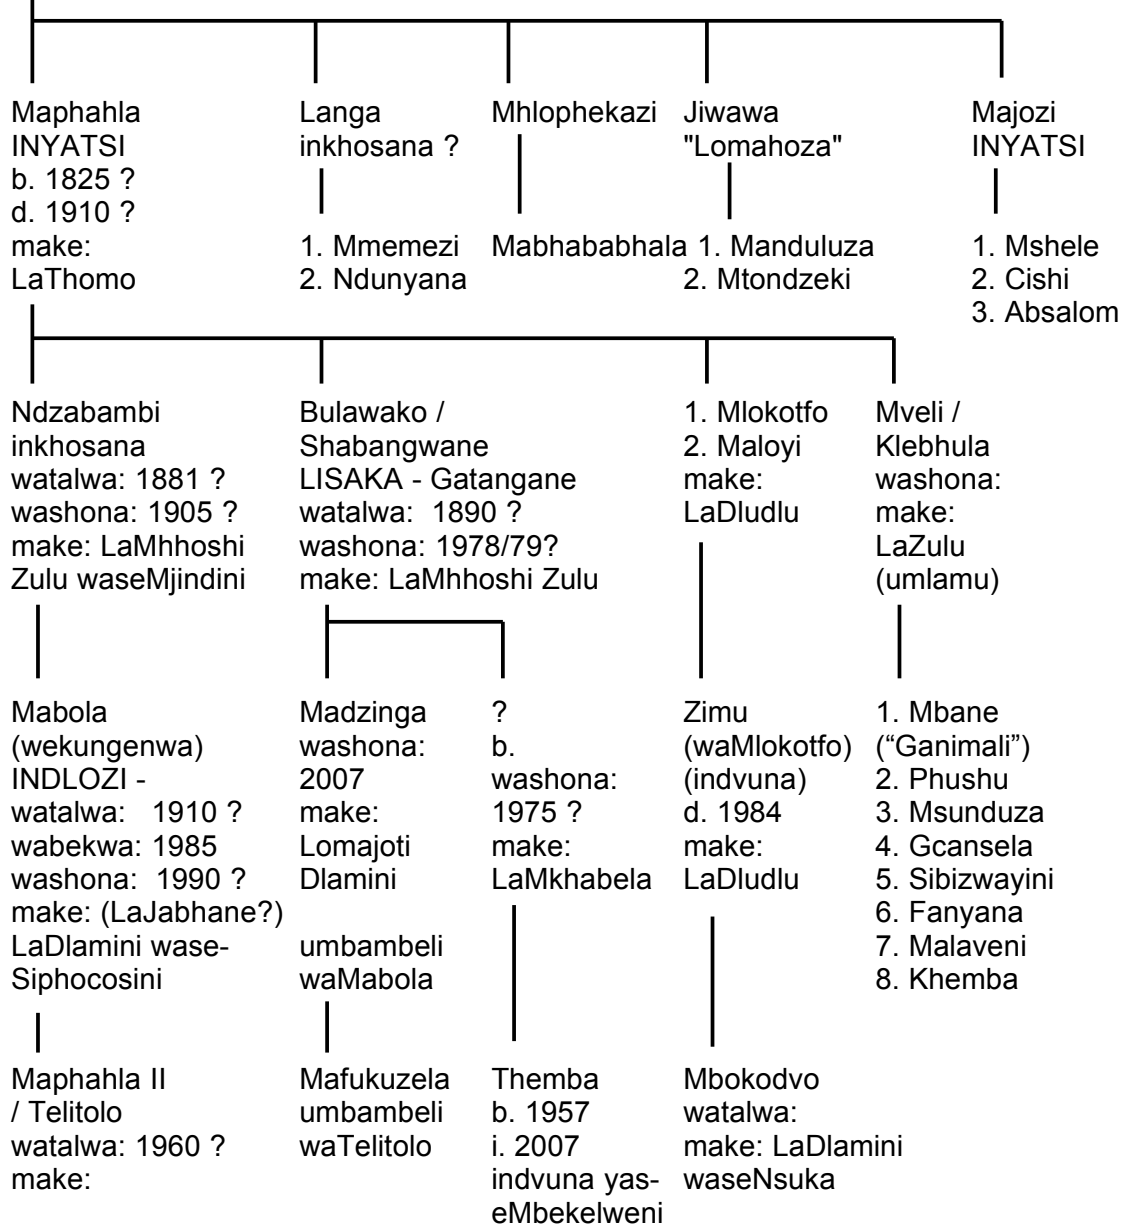 Maphahla
INYATSI
b. 1825 ?
d. 1910 ?
make:
LaThomo
Langa
inkhosana ?
1. Mmemezi
2. Ndunyana
Mhlophekazi
Mabhababhala
Jiwawa
"Lomahoza"
1. Manduluza
2. Mtondzeki
Majozi
INYATSI
1. Mshele
2. Cishi
3. Absalom
Ndzabambi
inkhosana
watalwa: 1881 ?
washona: 1905 ?
make: LaMhhoshi
Zulu waseMjindini
Bulawako /
Shabangwane
LISAKA - Gatangane
watalwa: 1890 ?
washona: 1978/79?
make: LaMhhoshi Zulu
1. Mlokotfo
2. Maloyi
make:
LaDludlu
Mveli /
Klebhula
washona:
make:
LaZulu
(umlamu)
Mabola
(wekungenwa)
INDLOZI -
watalwa: 1910 ?
wabekwa: 1985
washona: 1990 ?
make: (LaJabhane?)
LaDlamini wase-
Siphocosini
Madzinga
washona:
2007
make:
Lomajoti
Dlamini
umbambeli
waMabola
?
b.
washona:
1975 ?
make:
LaMkhabela
Zimu
(waMlokotfo)
(indvuna)
d. 1984
make:
LaDludlu
1. Mbane
(“Ganimali”)
2. Phushu
3. Msunduza
4. Gcansela
5. Sibizwayini
6. Fanyana
7. Malaveni
8. Khemba
Maphahla II
/ Telitolo
watalwa: 1960 ?
make:
Mafukuzela
umbambeli
waTelitolo
Themba
b. 1957
i. 2007
indvuna yas-
eMbekelweni
Mbokodvo
watalwa:
make: LaDlamini
waseNsuka